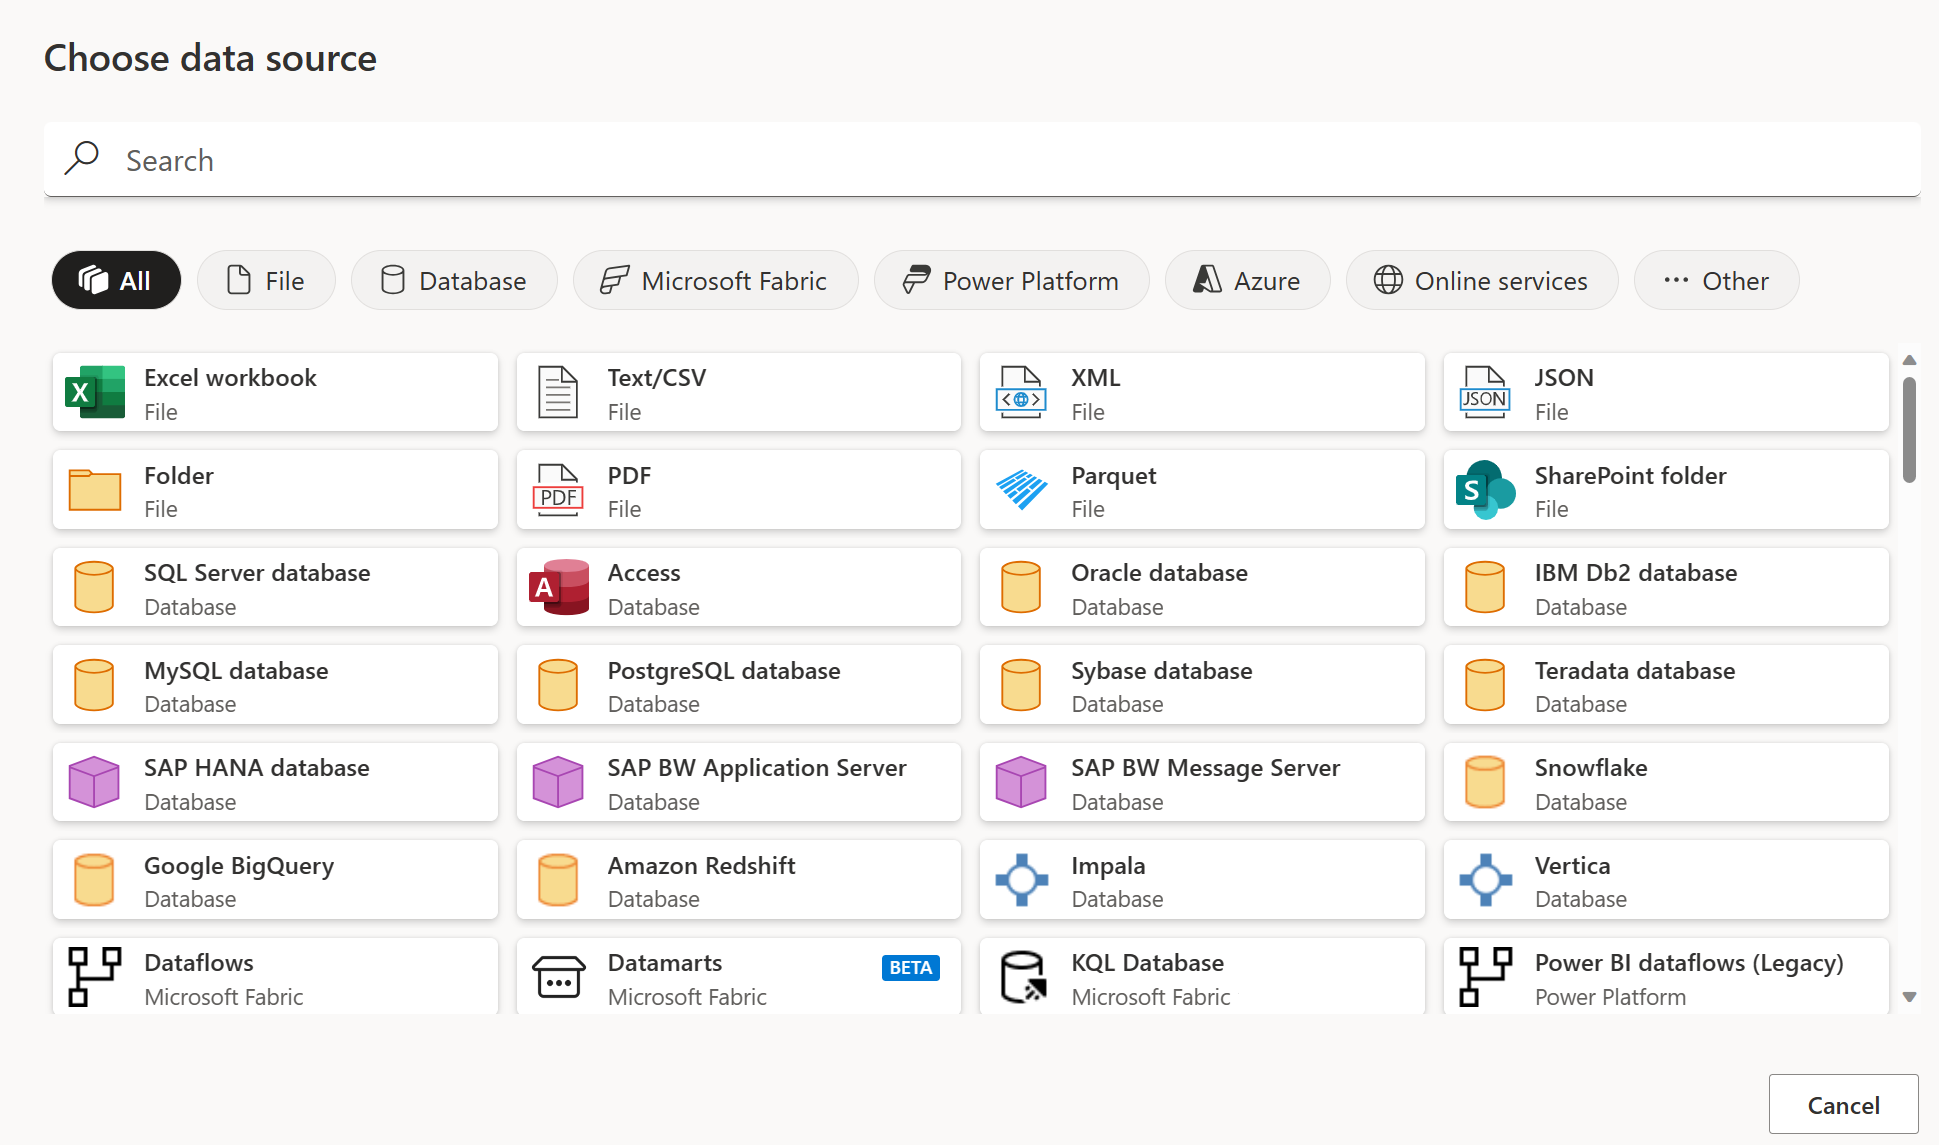 Choose data source
Search
All File Database Microsoft Fabric Power Platform Azure Online services Other
Excel workbook
File
Text/CSV
File
XML
File
JSON
JSON
File
Folder
File
PDF
PDF
File
Parquet
File
SharePoint folder
File
SQL Server database
Database
Access
Database
Oracle database
Database
IBM Db2 database
Database
MySQL database
Database
PostgreSQL database
Database
Sybase database
Database
Teradata database
Database
SAP HANA database
Database
SAP BW Application Server
Database
SAP BW Message Server
Database
Snowflake
Database
Google BigQuery
Database
Amazon Redshift
Database
Impala
Database
Vertica
Database
Dataflows
Microsoft Fabric
Datamarts
Microsoft Fabric
BETA
KQL Database
Microsoft Fabric
Power BI dataflows (Legacy)
Power Platform
Cancel